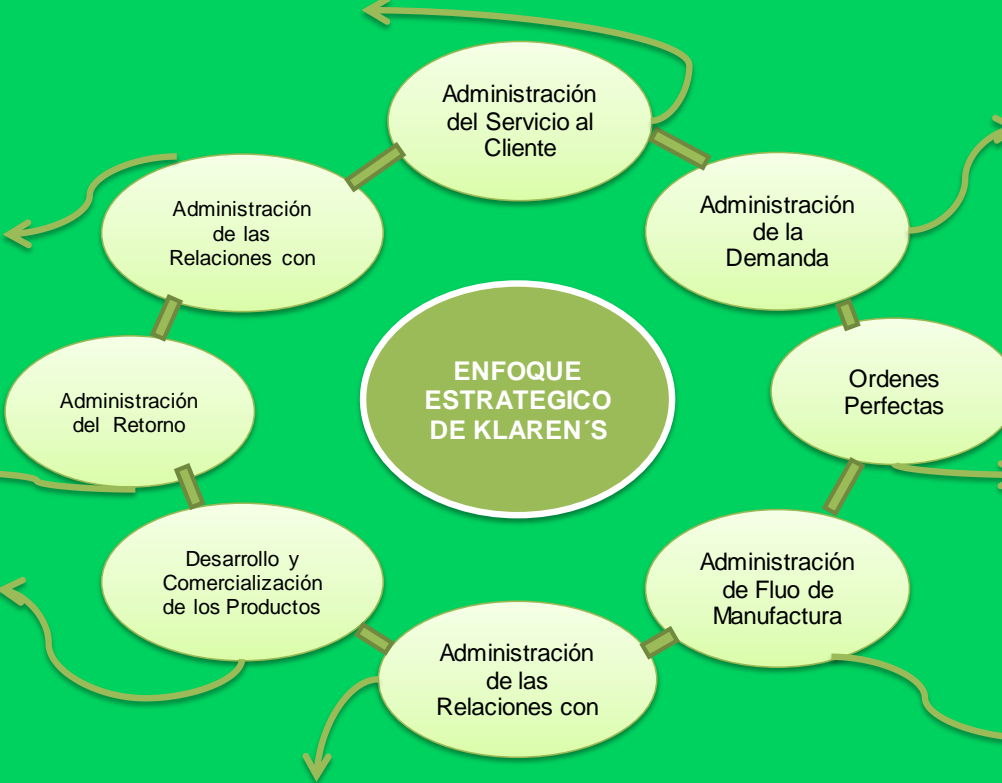 Administración
del Servicio al
Cliente
Administración
de la
Demanda
Ordenes
Perfectas
Administración
de Fluo de
Manufactura
Administración
de las
Relaciones con
Desarrollo y
Comercialización
de los Productos
Administración
del Retorno
Administración
de las
Relaciones con
ENFOQUE
ESTRATEGICO
DE KLAREN´S